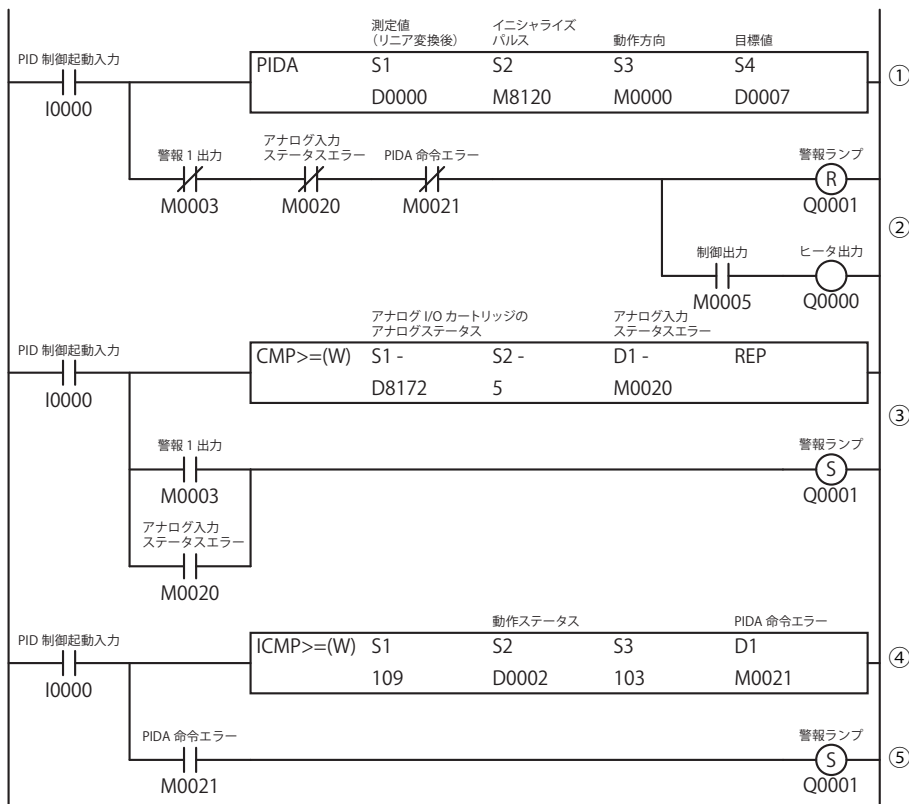 測定値
（リニア変換後）
イニシャライズ
パルス
動作方向
目標値
PID 制御起動入力
PIDA S1 S2 S3 S4
D0000 M8120 M0000 D0007
I0000
①
警報 1 出力
アナログ入力
ステータスエラー
PIDA 命令エラー
警報ランプ
R
M0003 M0020 M0021 Q0001
②
制御出力 ヒータ出力
M0005 Q0000
アナログ I/O カートリッジの
アナログステータス
アナログ入力
ステータスエラー
PID 制御起動入力
CMP>=(W) S1 - S2 - D1 - REP
D8172 5 M0020
I0000
③
警報 1 出力 警報ランプ
S
M0003 Q0001
アナログ入力
ステータスエラー
M0020
動作ステータス PIDA 命令エラー
PID 制御起動入力
ICMP>=(W) S1 S2 S3 D1
109 D0002 103 M0021
I0000
④
PIDA 命令エラー 警報ランプ
S
M0021 Q0001
⑤